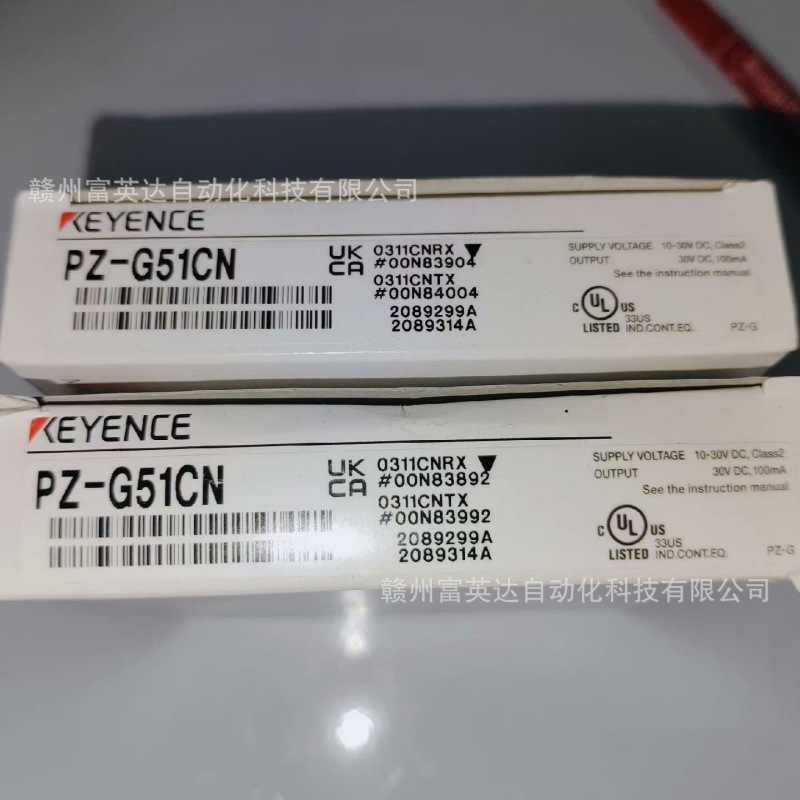 赣州富英达自动化科技有限公司
KEYENCE
PZ-G51CN
UK CA
0311CNRX
#00N83904
0311CNTX
#00N84004
2089299A
2089314A
SUPPLY VOLTAGE 10-30V DC, Class2
OUTPUT 30V DC, 100mA
See the instruction manual
C UL US
LISTED 33US IND.CONT.EQ.
PZ-G
KEYENCE
PZ-G51CN
UK CA
0311CNRX
#00N83892
0311CNTX
#00N83992
2089299A
2089314A
SUPPLY VOLTAGE 10-30V DC, Class2
OUTPUT 30V DC, 100mA
See the instruction manual
C UL US
LISTED 33US IND.CONT.EQ.
PZ-G
赣州富英达自动化科技有限公司